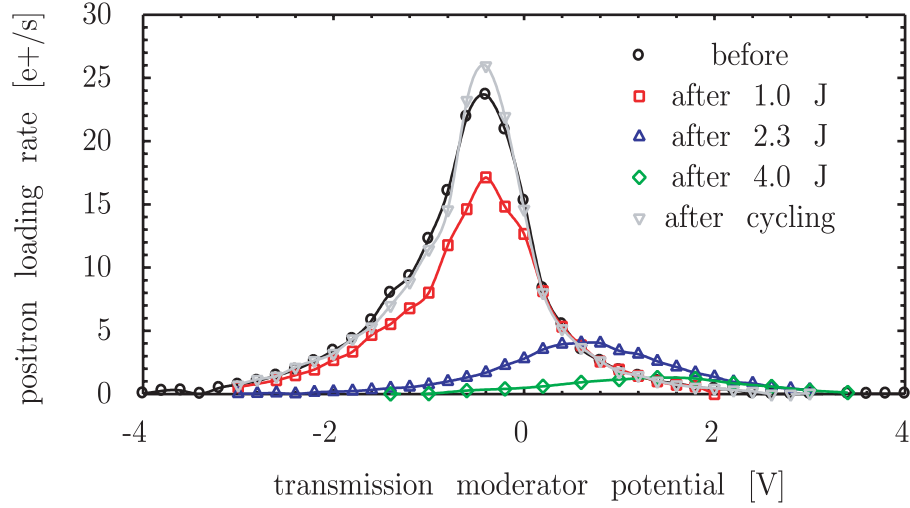 positron loading rate [e+/s]
30
25
20
15
10
5
0
before
after 1.0 J
after 2.3 J
after 4.0 J
after cycling
-4 -2 0 2 4
transmission moderator potential [V]